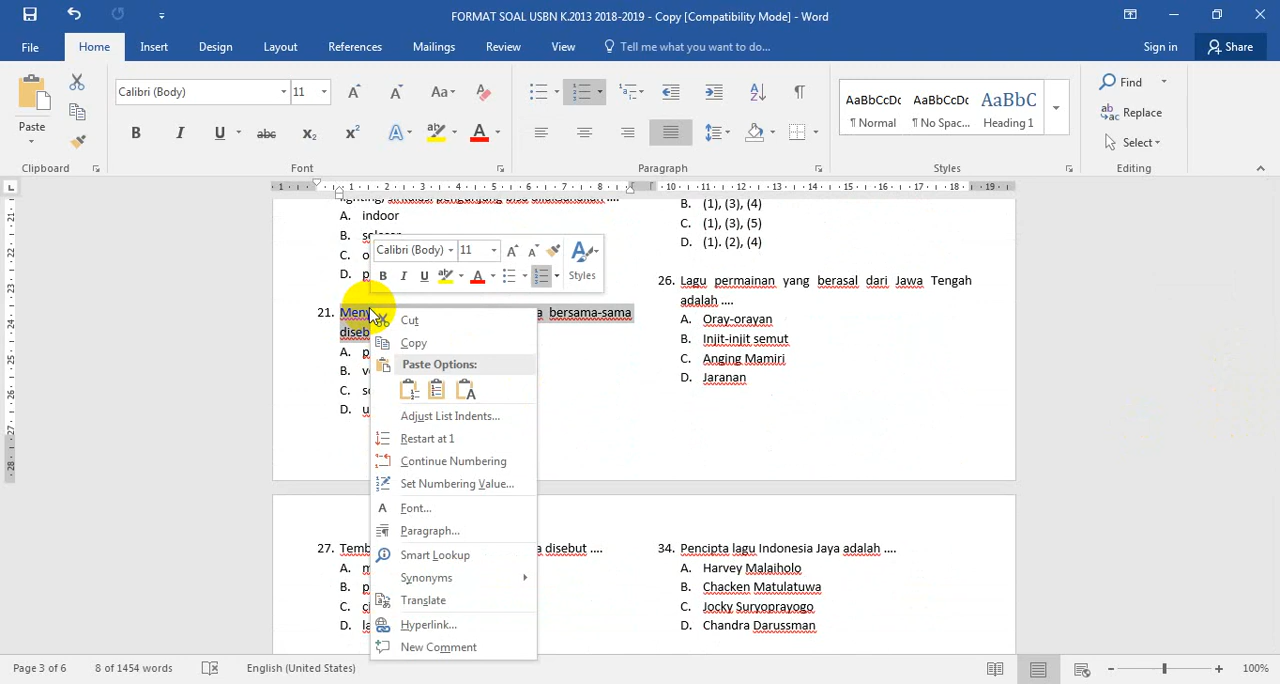 FORMAT SOAL USBN K.2013 2018-2019 - Copy [Compatibility Mode] - Word
File Home Insert Design Layout References Mailings Review View Tell me what you want to do... Sign in Share
Paste
Clipboard
Calibri (Body) 11
Font
Paragraph
AaBbCcDc AaBbCcDc AaBbC
¶ Normal ¶ No Spac... Heading 1
Styles
Find
Replace
Select
Editing
A. indoor
B.
C.
D.
Calibri (Body) 11
Styles
21. bersama-sama
A.
B.
C.
D.
Cut
Copy
Paste Options:
Adjust List Indents...
Restart at 1
Continue Numbering
Set Numbering Value...
Font...
Paragraph...
Smart Lookup
Synonyms
Translate
Hyperlink...
New Comment
B. (1), (3), (4)
C. (1), (3), (5)
D. (1). (2), (4)
26. Lagu permainan yang berasal dari Jawa Tengah
adalah ....
A. Oray-orayan
B. Injit-injit semut
C. Anging Mamiri
D. Jaranan
27. disebut ....
A.
B.
C.
D.
34. Pencipta lagu Indonesia Jaya adalah ....
A. Harvey Malaiholo
B. Chacken Matulatuwa
C. Jocky Suryoprayogo
D. Chandra Darussman
Page 3 of 6 8 of 1454 words English (United States) 100%